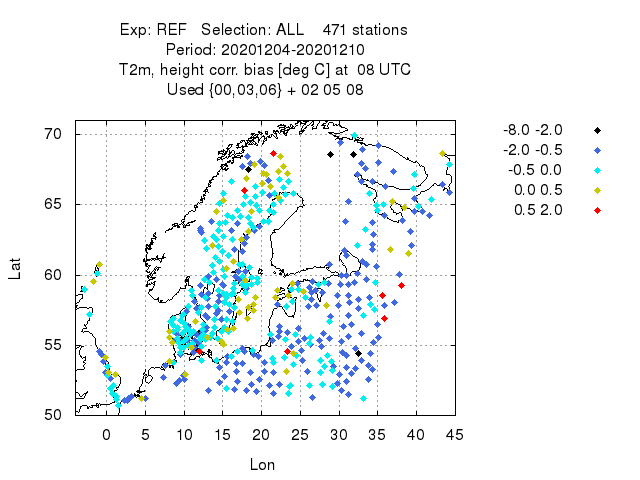 Exp: REF   Selection: ALL    471 stations
Period: 20201204-20201210
T2m, height corr. bias [deg C] at  08 UTC
Used {00,03,06} + 02 05 08
-8.0 -2.0
-2.0 -0.5
-0.5 0.0
0.0 0.5
0.5 2.0
70
65
60
55
50
Lat
0 5 10 15 20 25 30 35 40 45
Lon